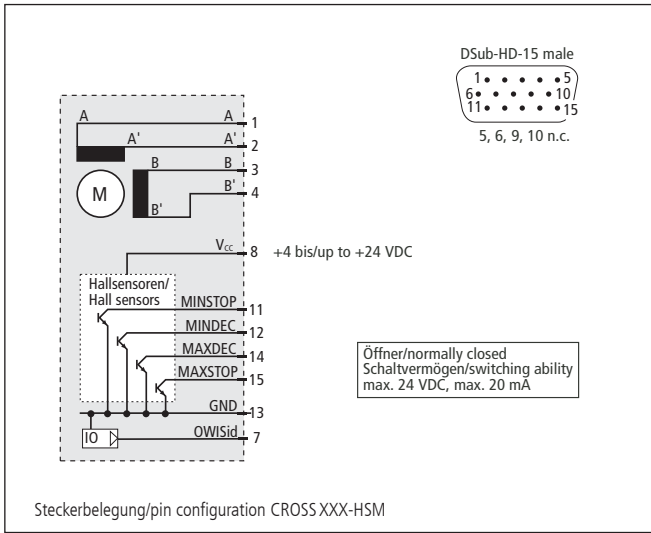 DSub-HD-15 male
1 5
6 10
11 15
5, 6, 9, 10 n.c.
A A 1
A' A' 2
B B 3
B' 4
M
B'
Vcc 8 +4 bis/up to +24 VDC
Hallsensoren/
Hall sensors
MINSTOP 11
MINDEC 12
MAXDEC 14
MAXSTOP 15
GND 13
IO OWISid 7
Öffner/normally closed
Schaltvermögen/switching ability
max. 24 VDC, max. 20 mA
Steckerbelegung/pin configuration CROSS XXX-HSM